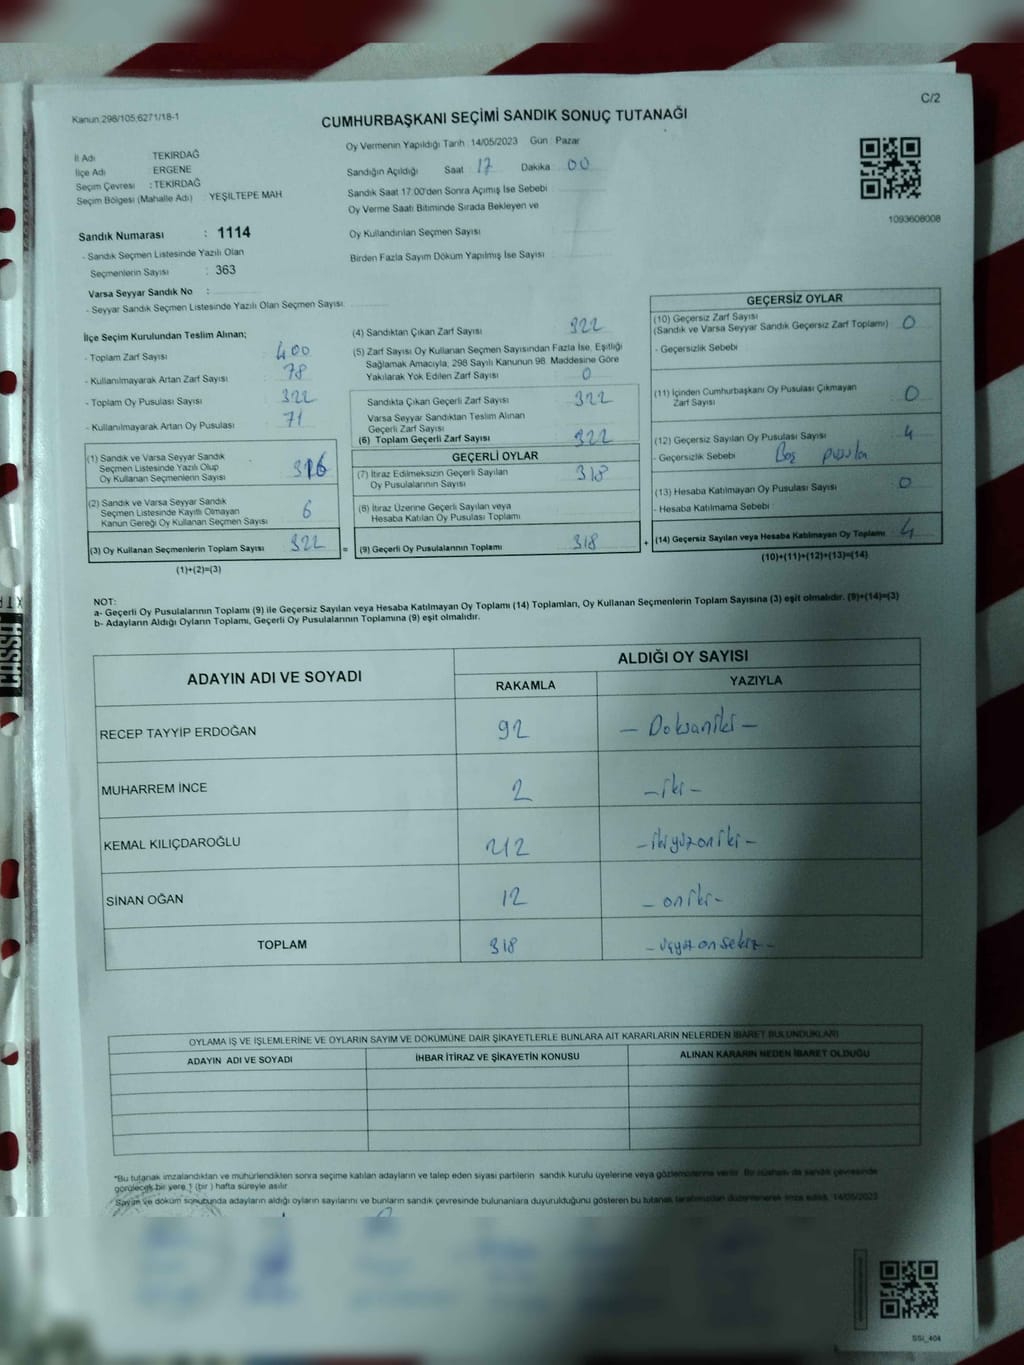 C/2
Kanun 298/105;6271/18-1
CUMHURBAŞKANI SEÇİMİ SANDIK SONUÇ TUTANAĞI
Oy Vermenin Yapıldığı Tarih : 14/05/2023 Gün : Pazar
İl Adı TEKİRDAĞ
İlçe Adı ERGENE
Seçim Çevresi : TEKİRDAĞ
Seçim Bölgesi (Mahalle Adı) YEŞİLTEPE MAH
Sandığın Açıldığı Saat 17 Dakika 00
Sandık Saat 17:00'den Sonra Açımış İse Sebebi
Oy Verme Saati Bitiminde Sırada Bekleyen ve
Oy Kullandırılan Seçmen Sayısı
Birden Fazla Sayım Döküm Yapılmış İse Sayısı
1093608008
Sandık Numarası : 1114
- Sandık Seçmen Listesinde Yazılı Olan
Seçmenlerin Sayısı : 363
Varsa Seyyar Sandık No :
- Seyyar Sandık Seçmen Listesinde Yazılı Olan Seçmen Sayısı:
İlçe Seçim Kurulundan Teslim Alınan;
- Toplam Zarf Sayısı : 400
- Kullanılmayarak Artan Zarf Sayısı : 78
- Toplam Oy Pusulası Sayısı : 322
- Kullanılmayarak Artan Oy Pusulası : 71
(1) Sandık ve Varsa Seyyar Sandık
Seçmen Listesinde Yazılı Olup
Oy Kullanan Seçmenlerin Sayısı 316
(2) Sandık ve Varsa Seyyar Sandık
Seçmen Listesinde Kayıtlı Olmayan
Kanun Gereği Oy Kullanan Seçmen Sayısı 6
(3) Oy Kullanan Seçmenlerin Toplam Sayısı 322 =
(1)+(2)=(3)
(4) Sandıktan Çıkan Zarf Sayısı 322
(5) Zarf Sayısı Oy Kullanan Seçmen Sayısından Fazla İse, Eşitliği
Sağlamak Amacıyla, 298 Sayılı Kanunun 98. Maddesine Göre
Yakılarak Yok Edilen Zarf Sayısı 0
Sandıkta Çıkan Geçerli Zarf Sayısı 322
Varsa Seyyar Sandıktan Teslim Alınan
Geçerli Zarf Sayısı
(6) Toplam Geçerli Zarf Sayısı 322
GEÇERLİ OYLAR
(7) İtiraz Edilmeksizin Geçerli Sayılan
Oy Pusulalarının Sayısı 318
(8) İtiraz Üzerine Geçerli Sayılan veya
Hesaba Katılan Oy Pusulası Toplamı
(9) Geçerli Oy Pusulalarının Toplamı 318 +
GEÇERSİZ OYLAR
(10) Geçersiz Zarf Sayısı
(Sandık ve Varsa Seyyar Sandık Geçersiz Zarf Toplamı) 0
- Geçersizlik Sebebi
(11) İçinden Cumhurbaşkanı Oy Pusulası Çıkmayan
Zarf Sayısı 0
(12) Geçersiz Sayılan Oy Pusulası Sayısı 4
- Geçersizlik Sebebi Boş pusula
(13) Hesaba Katılmayan Oy Pusulası Sayısı 0
- Hesaba Katılmama Sebebi
(14) Geçersiz Sayılan veya Hesaba Katılmayan Oy Toplamı 4
(10)+(11)+(12)+(13)=(14)
NOT:
a- Geçerli Oy Pusulalarının Toplamı (9) ile Geçersiz Sayılan veya Hesaba Katılmayan Oy Toplamı (14) Toplamları, Oy Kullanan Seçmenlerin Toplam Sayısına (3) eşit olmalıdır. (9)+(14)=(3)
b- Adayların Aldığı Oyların Toplamı, Geçerli Oy Pusulalarının Toplamına (9) eşit olmalıdır.
ADAYIN ADI VE SOYADI ALDIĞI OY SAYISI
RAKAMLA YAZIYLA
RECEP TAYYİP ERDOĞAN 92 - Doksaniki -
MUHARREM İNCE 2 - iki -
KEMAL KILIÇDAROĞLU 212 - ikiyüzoniki -
SİNAN OĞAN 12 - oniki -
TOPLAM 318 - üçyüzonsekiz -
OYLAMA İŞ VE İŞLEMLERİNE VE OYLARIN SAYIM VE DÖKÜMÜNE DAİR ŞİKAYETLERLE BUNLARA AİT KARARLARIN NELERDEN İBARET BULUNDUKLARI
ADAYIN ADI VE SOYADI İHBAR İTİRAZ VE ŞİKAYETİN KONUSU ALINAN KARARIN NEDEN İBARET OLDUĞU
*Bu tutanak imzalandıktan ve mühürlendikten sonra seçime katılan adayların ve talep eden siyasi partilerin sandık kurulu üyelerine veya gözlemcilerine verilir. Bir nüshası da sandık çevresinde
görülecek bir yere 1 (bir) hafta süreyle asılır.
Sayım ve döküm sonucunda adayların aldığı oyların sayılarını ve bunların sandık çevresinde bulunanlara duyurulduğunu gösteren bu tutanak tarafımızdan düzenlenerek imza edildi. 14/05/2023
SSI_404